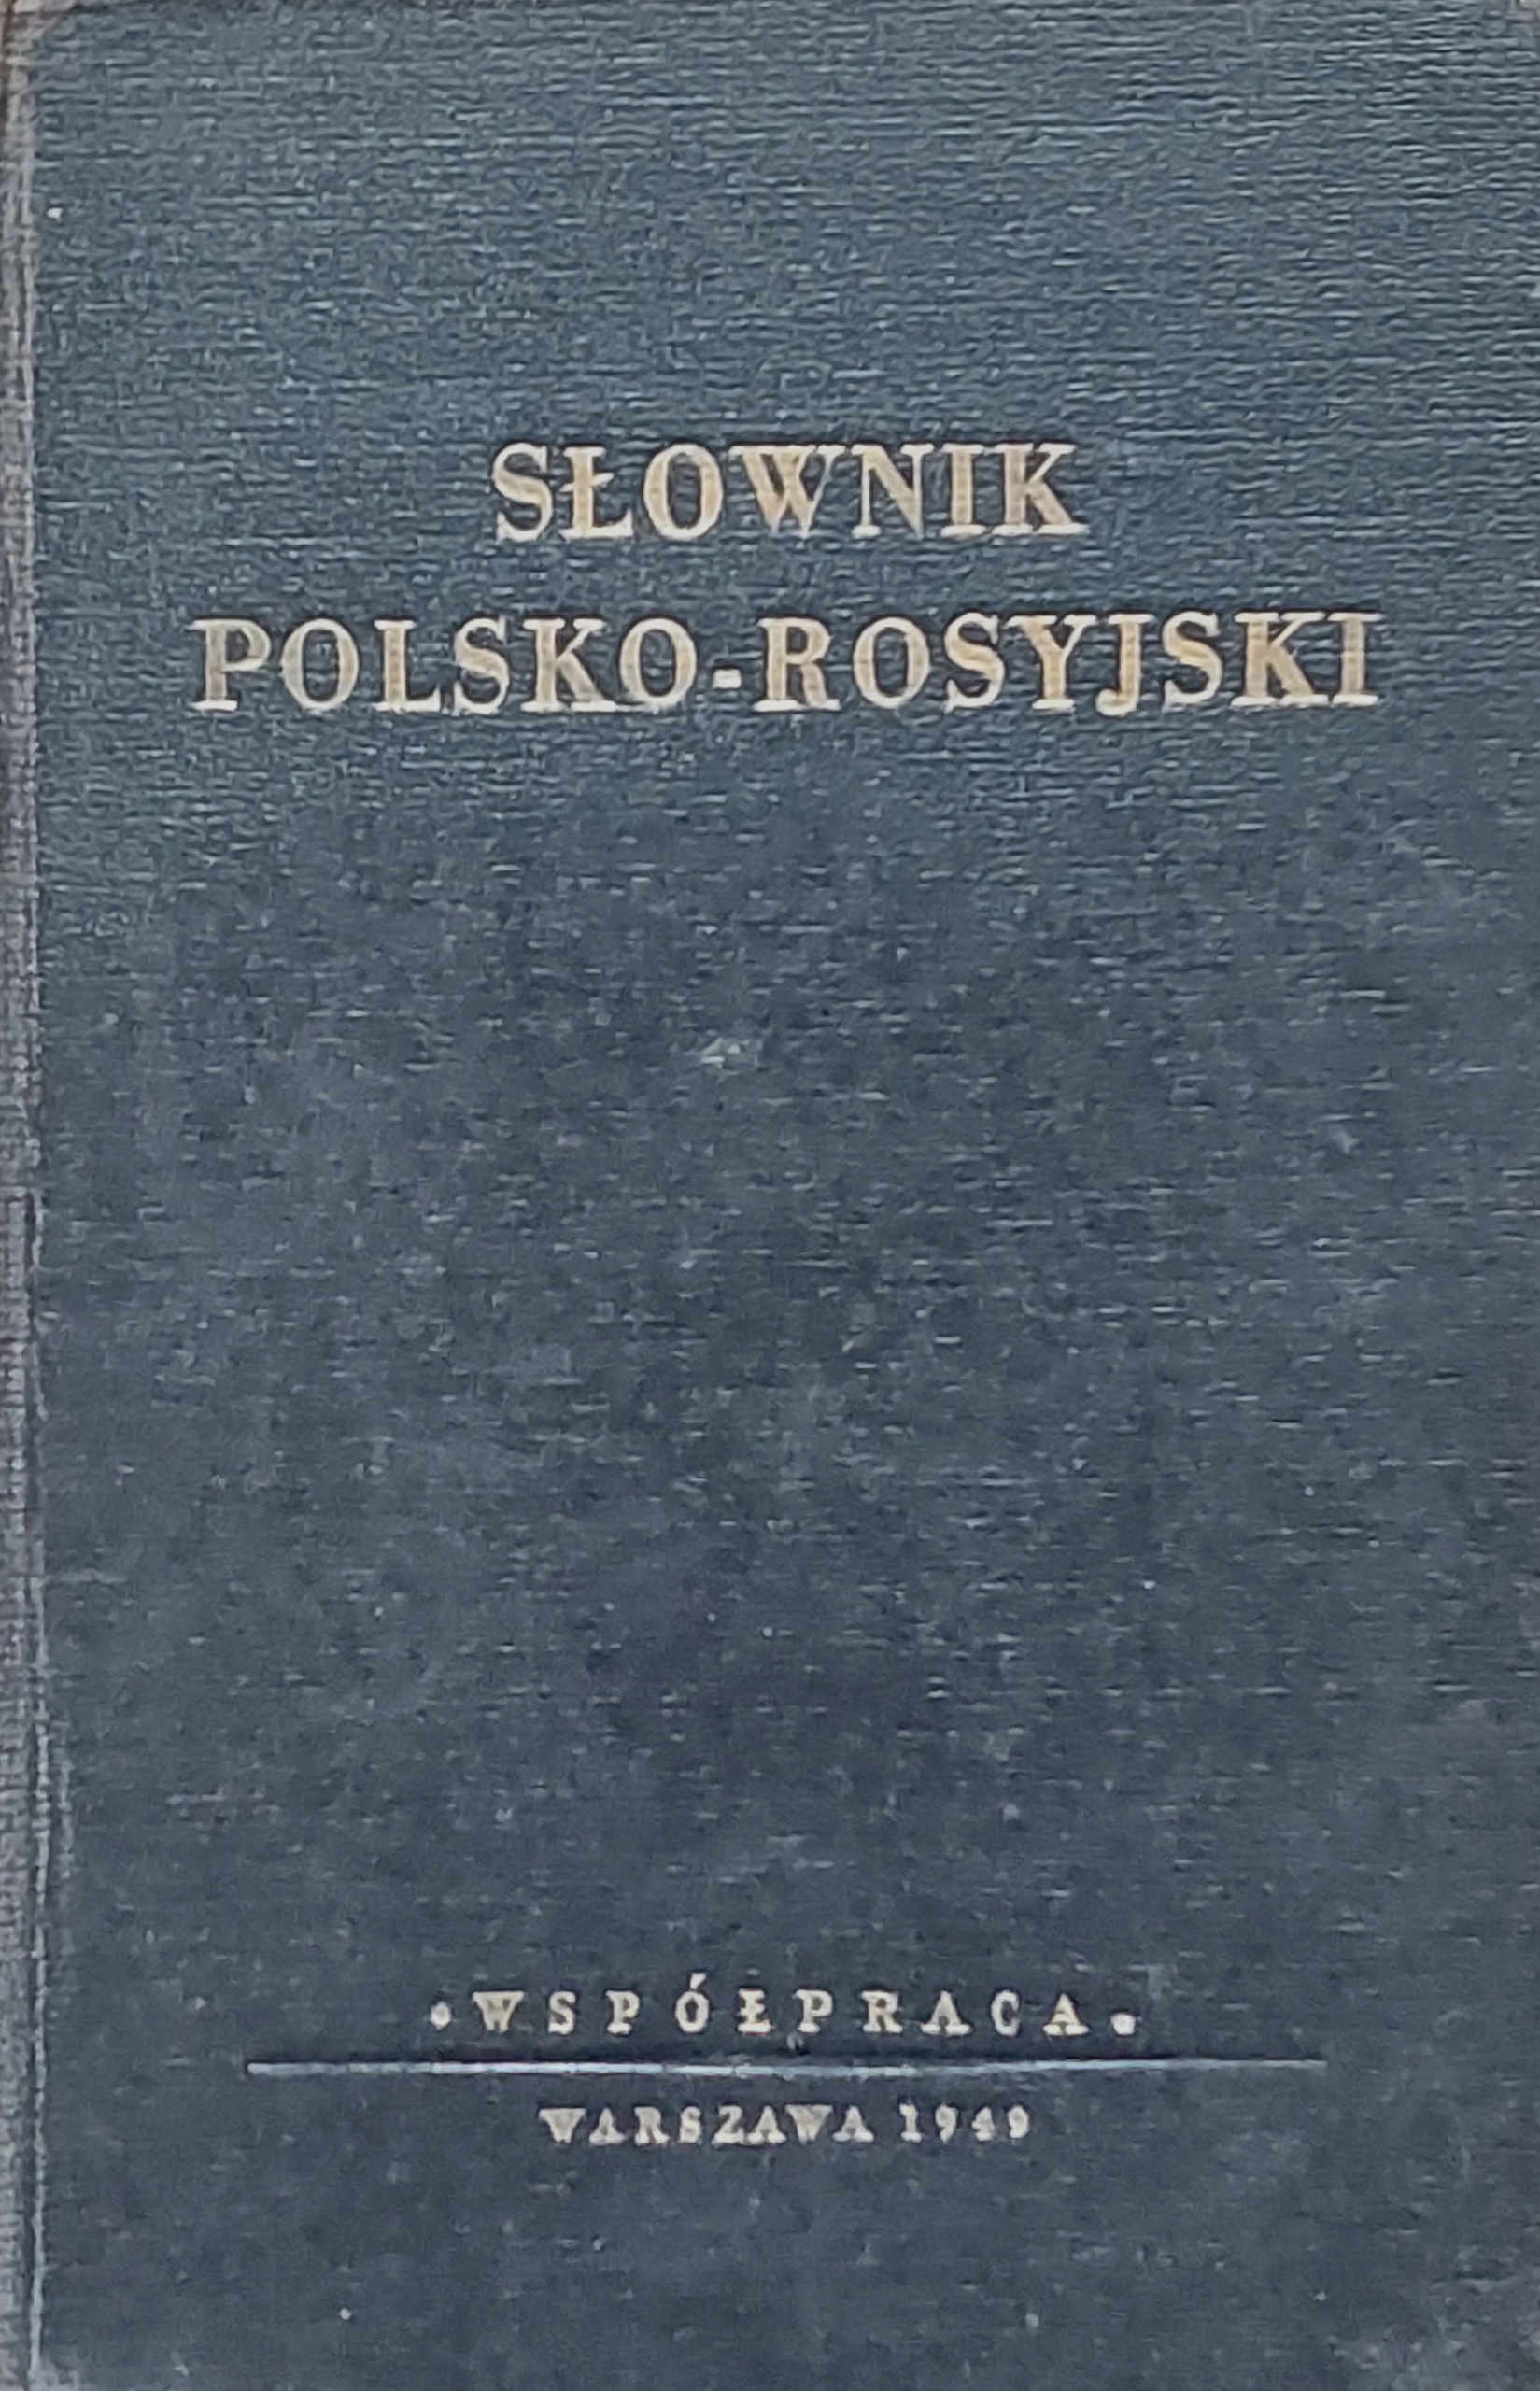 SŁOWNIK
POLSKO-ROSYJSKI
•WSPÓŁPRACA•
WARSZAWA 1949